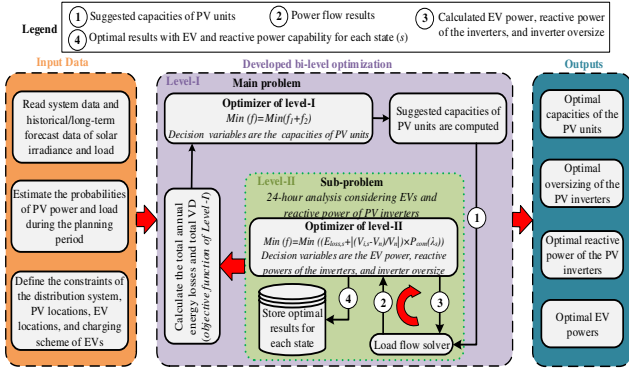 Legend
1 Suggested capacities of PV units
2 Power flow results
3 Calculated EV power, reactive power
of the inverters, and inverter oversize
4 Optimal results with EV and reactive power capability for each state (s)
Input Data
Read system data and
historical/long-term
forecast data of solar
irradiance and load
Estimate the probabilities
of PV power and load
during the planning
period
Define the constraints of
the distribution system,
PV locations, EV
locations, and charging
scheme of EVs
Developed bi-level optimization
Level-I
Main problem
Optimizer of level-I
Min (f)=Min(f1+f2)
Decision variables are the capacities of PV units
Suggested capacities of
PV units are computed
1
Calculate the total annual
energy losses and total VD
(objective function of Level-I)
Level-II
Sub-problem
24-hour analysis considering EVs and
reactive power of PV inverters
Optimizer of level-II
Decision variables are the EV power, reactive
powers of the inverters, and inverter oversize
4
2
3
Store optimal
results for
each state
Load flow solver
Outputs
Optimal
capacities of the
PV units
Optimal
oversizing of the
PV inverters
Optimal reactive
power of the PV
inverters
Optimal EV
powers